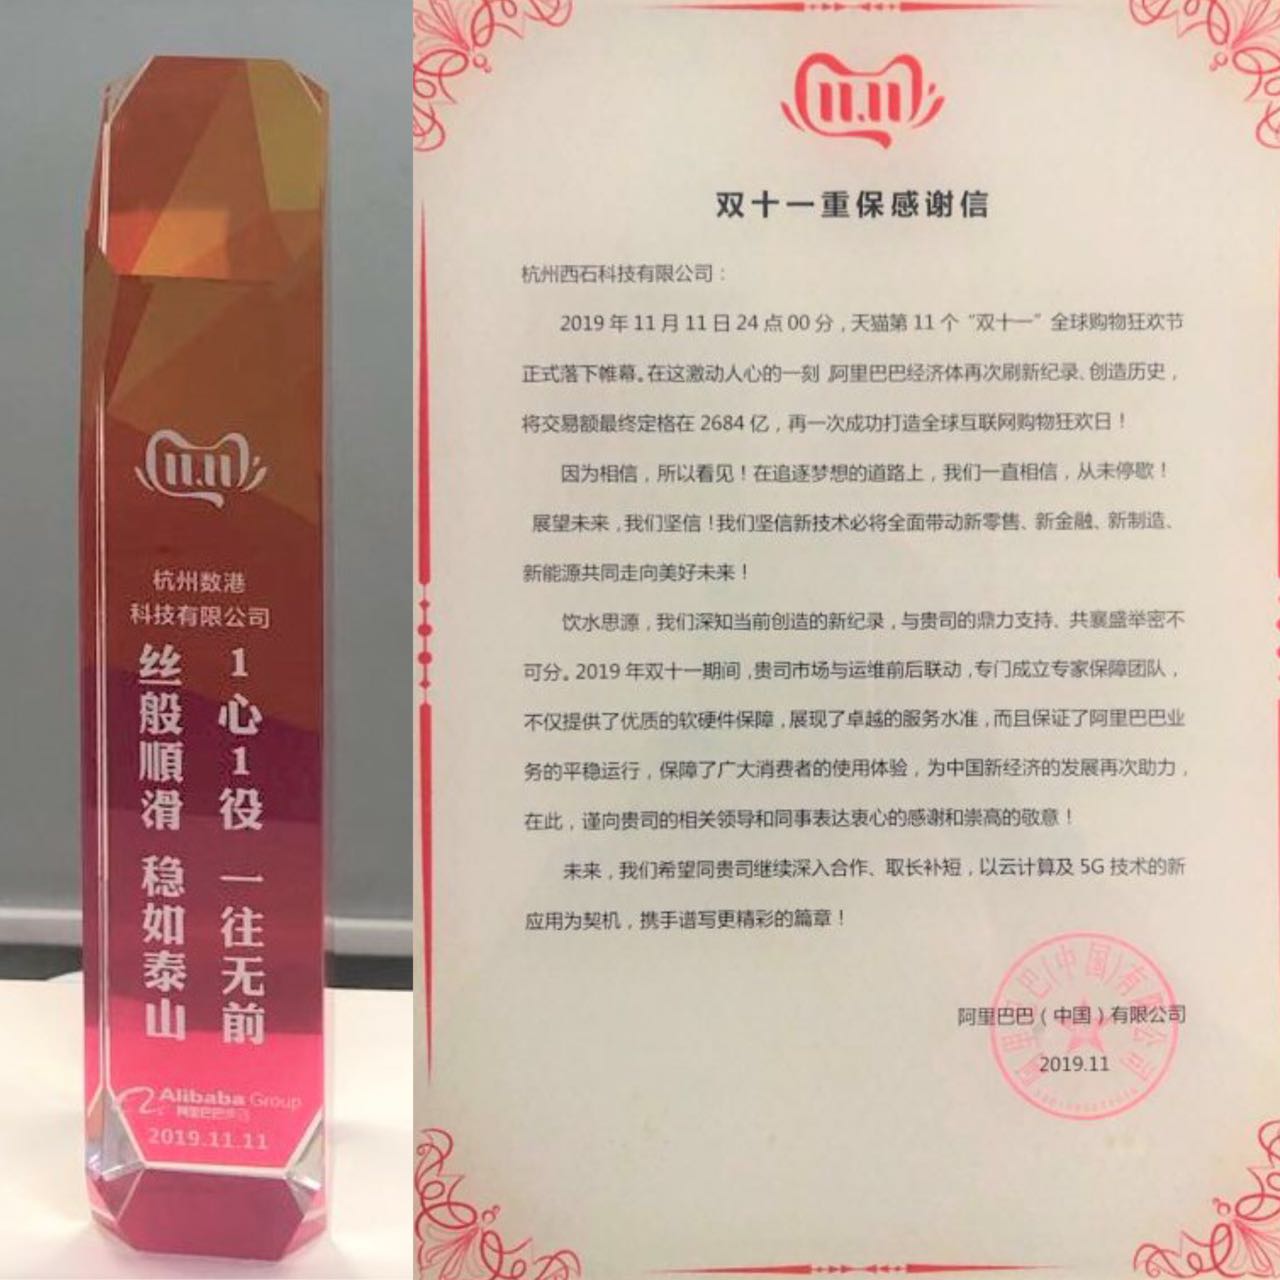 11.11
杭州数港
科技有限公司
1心1役 一往无前
丝般順滑 稳如泰山
Alibaba Group
阿里巴巴集团
2019.11.11
11.11
双十一重保感谢信
杭州西石科技有限公司：
2019年11月11日24点00分，天猫第11个“双十一”全球购物狂欢节
正式落下帷幕。在这激动人心的一刻，阿里巴巴经济体再次刷新纪录、创造历史，
将交易额最终定格在2684亿，再一次成功打造全球互联网购物狂欢日！
因为相信，所以看见！在追逐梦想的道路上，我们一直相信，从未停歇！
展望未来，我们坚信！我们坚信新技术必将全面带动新零售、新金融、新制造、
新能源共同走向美好未来！
饮水思源，我们深知当前创造的新纪录，与贵司的鼎力支持、共襄盛举密不
可分。2019年双十一期间，贵司市场与运维前后联动，专门成立专家保障团队，
不仅提供了优质的软硬件保障，展现了卓越的服务水准，而且保证了阿里巴巴业
务的平稳运行，保障了广大消费者的使用体验，为中国新经济的发展再次助力，
在此，谨向贵司的相关领导和同事表达衷心的感谢和崇高的敬意！
未来，我们希望同贵司继续深入合作、取长补短，以云计算及5G技术的新
应用为契机，携手谱写更精彩的篇章！
阿里巴巴（中国）有限公司
2019.11
阿里巴巴(中国)有限公司